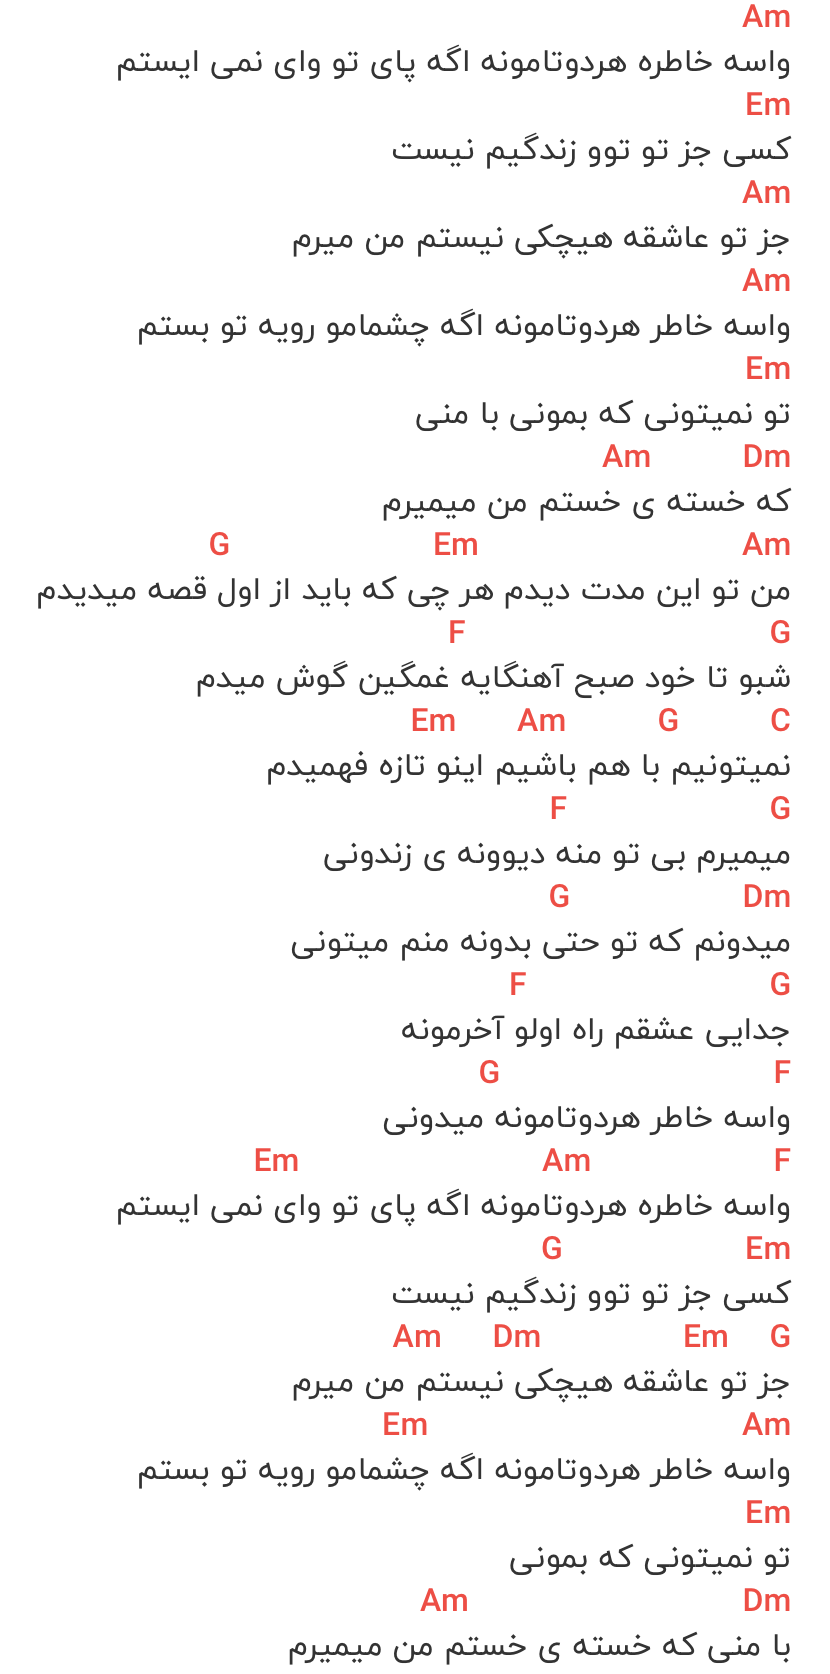 Am
واسه خاطره هردوتامونه اگه پای تو وای نمی ایستم
Em
کسی جز تو توو زندگیم نیست
Am
جز تو عاشقه هیچکی نیستم من میرم
Am
واسه خاطر هردوتامونه اگه چشمامو رویه تو بستم
Em
تو نمیتونی که بمونی با منی
Am Dm
که خسته ی خستم من میمیرم
G Em Am
من تو این مدت دیدم هر چی که باید از اول قصه میدیدم
F G
شبو تا خود صبح آهنگایه غمگین گوش میدم
Em Am G C
نمیتونیم با هم باشیم اینو تازه فهمیدم
F G
میمیرم بی تو منه دیوونه ی زندونی
G Dm
میدونم که تو حتی بدونه منم میتونی
F G
جدایی عشقم راه اولو آخرمونه
G F
واسه خاطر هردوتامونه میدونی
Em Am F
واسه خاطره هردوتامونه اگه پای تو وای نمی ایستم
G Em
کسی جز تو توو زندگیم نیست
Am Dm Em G
جز تو عاشقه هیچکی نیستم من میرم
Em Am
واسه خاطر هردوتامونه اگه چشمامو رویه تو بستم
Em
تو نمیتونی که بمونی
Am Dm
با منی که خسته ی خستم من میمیرم